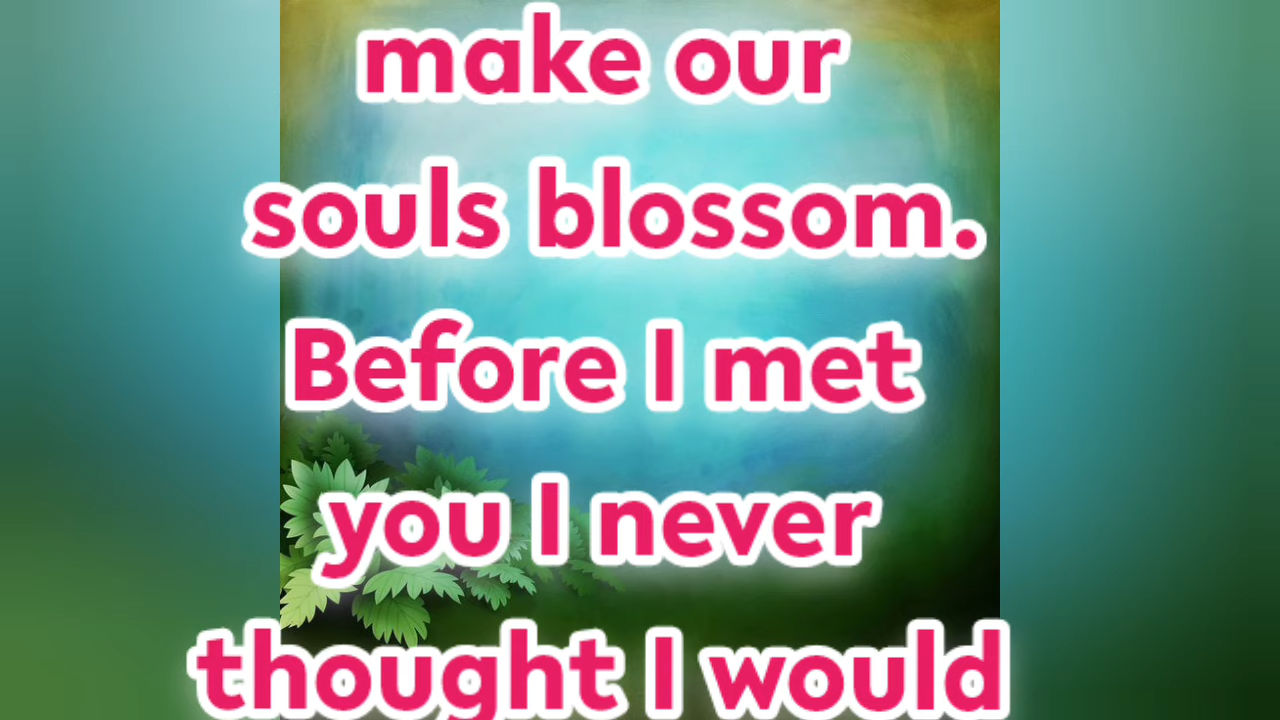 make our
souls blossom.
Before I met
you I never
thought I would